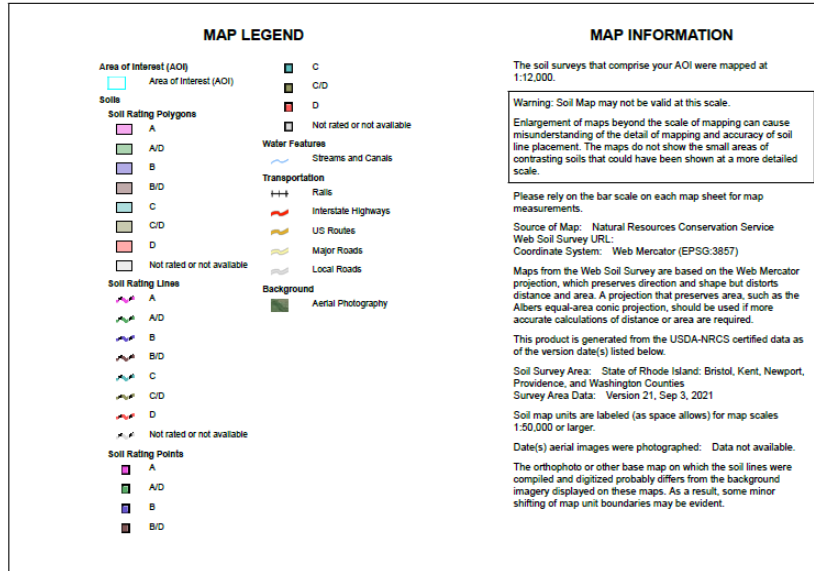 MAP LEGEND
Area of Interest (AOI)
Area of Interest (AOI)
Soils
Soil Rating Polygons
A
A/D
B
B/D
C
C/D
D
Not rated or not available
Soil Rating Lines
A
A/D
B
B/D
C
C/D
D
Not rated or not available
Soil Rating Points
A
A/D
B
B/D
C
C/D
D
Not rated or not available
Water Features
Streams and Canals
Transportation
Rails
Interstate Highways
US Routes
Major Roads
Local Roads
Background
Aerial Photography
MAP INFORMATION
The soil surveys that comprise your AOI were mapped at
1:12,000.
Warning: Soil Map may not be valid at this scale.
Enlargement of maps beyond the scale of mapping can cause
misunderstanding of the detail of mapping and accuracy of soil
line placement. The maps do not show the small areas of
contrasting soils that could have been shown at a more detailed
scale.
Please rely on the bar scale on each map sheet for map
measurements.
Source of Map: Natural Resources Conservation Service
Web Soil Survey URL:
Coordinate System: Web Mercator (EPSG:3857)
Maps from the Web Soil Survey are based on the Web Mercator
projection, which preserves direction and shape but distorts
distance and area. A projection that preserves area, such as the
Albers equal-area conic projection, should be used if more
accurate calculations of distance or area are required.
This product is generated from the USDA-NRCS certified data as
of the version date(s) listed below.
Soil Survey Area: State of Rhode Island: Bristol, Kent, Newport,
Providence, and Washington Counties
Survey Area Data: Version 21, Sep 3, 2021
Soil map units are labeled (as space allows) for map scales
1:50,000 or larger.
Date(s) aerial images were photographed: Data not available.
The orthophoto or other base map on which the soil lines were
compiled and digitized probably differs from the background
imagery displayed on these maps. As a result, some minor
shifting of map unit boundaries may be evident.